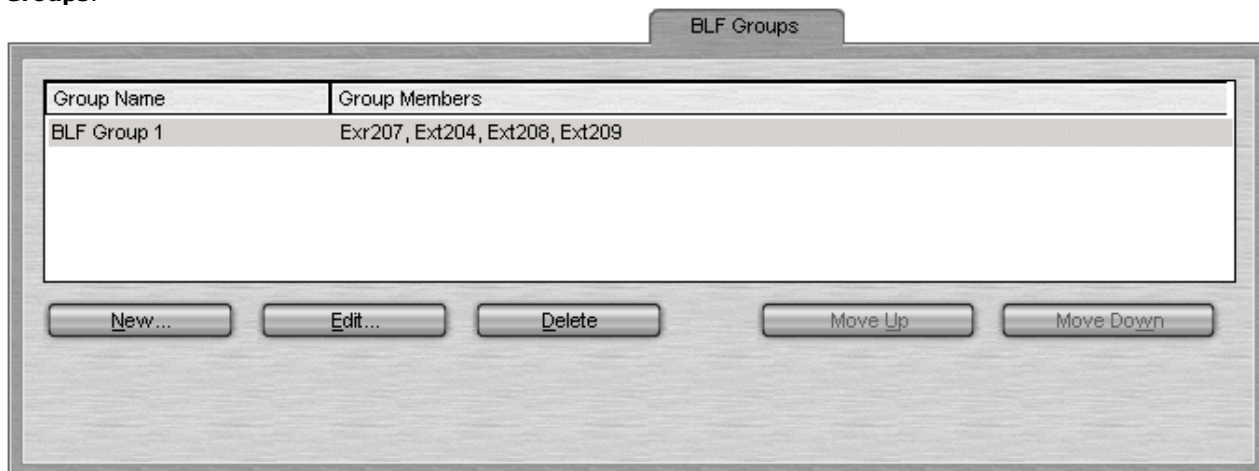 Groups.
BLF Groups
Group Name Group Members
BLF Group 1 Exr207, Ext204, Ext208, Ext209
New... Edit... Delete Move Up Move Down